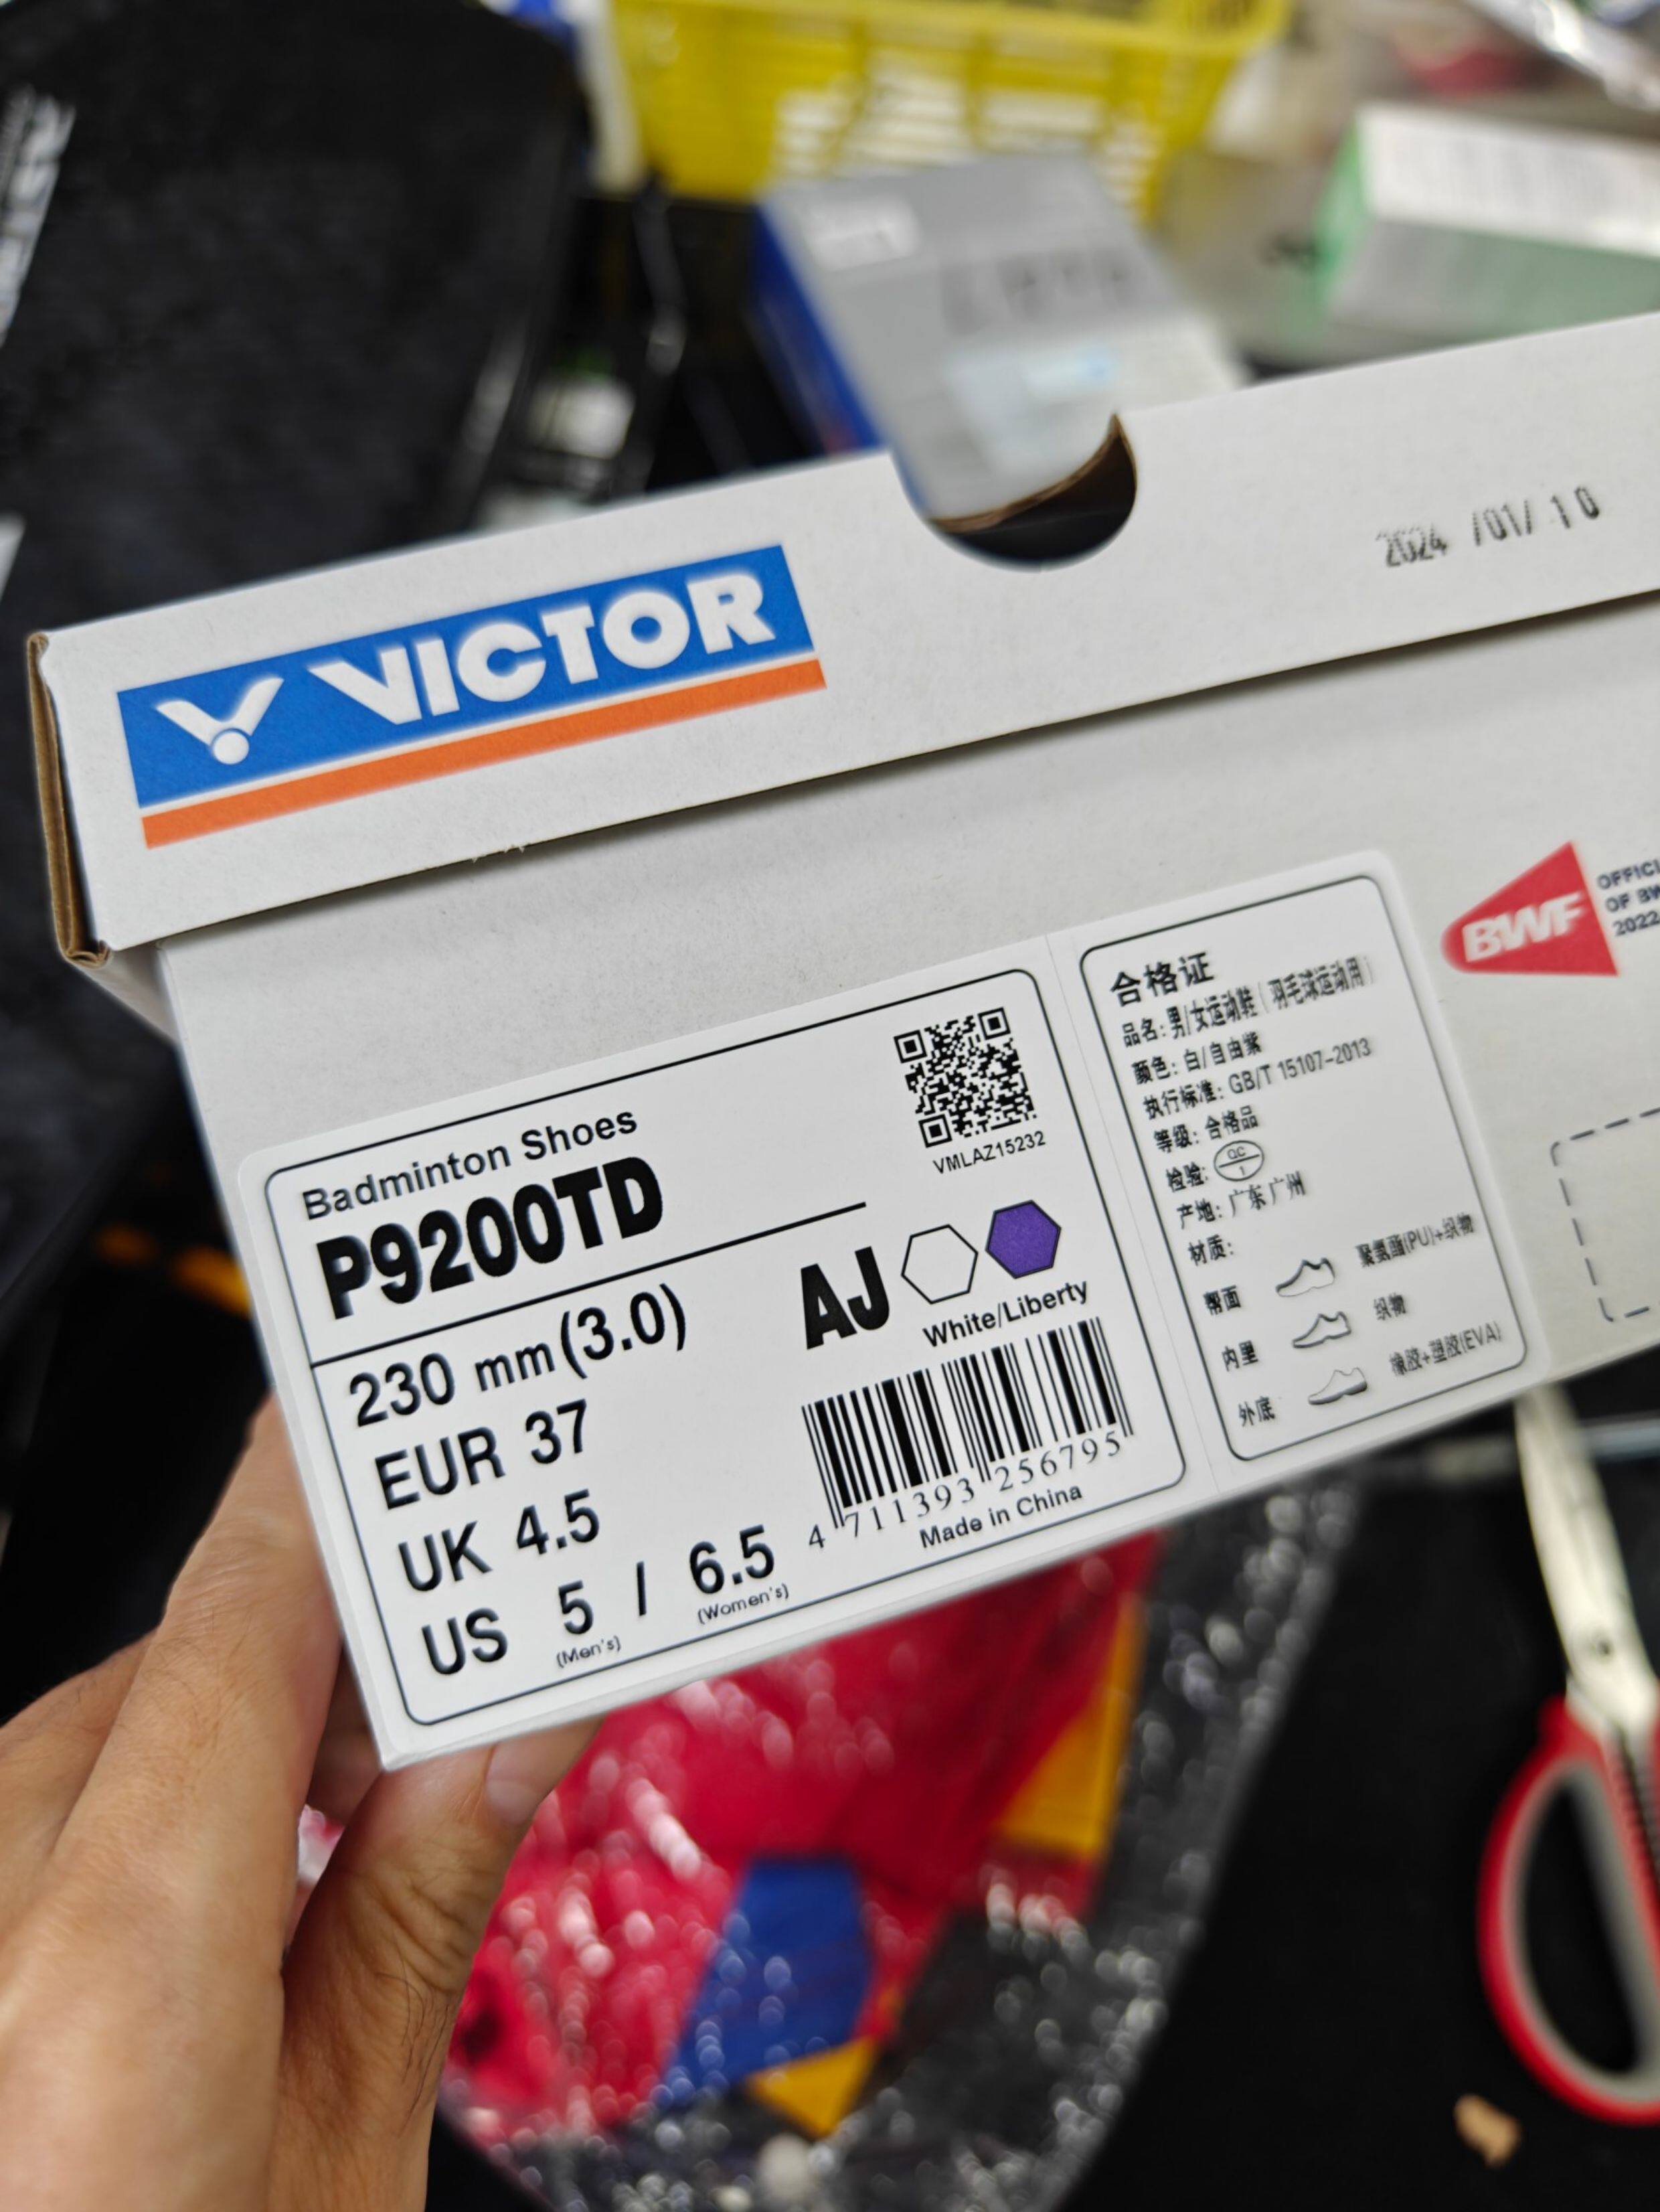 VICTOR
2024 /01/ 10
BWF
2022
Badminton Shoes
P9200TD
VMLAZ15232
230 mm(3.0)
EUR 37
UK 4.5
US 5 / 6.5
(Men's) (Women's)
AJ
White/Liberty
4 711393 256795
Made in China
合格证
品名: 男/女运动鞋（羽毛球运动用）
颜色: 白/自由紫
执行标准: GB/T 15107-2013
等级: 合格品
检验: QC 1
产地: 广东广州
材质:
帮面 聚氨酯(PU)+织物
内里 织物
外底 橡胶+塑胶(EVA)